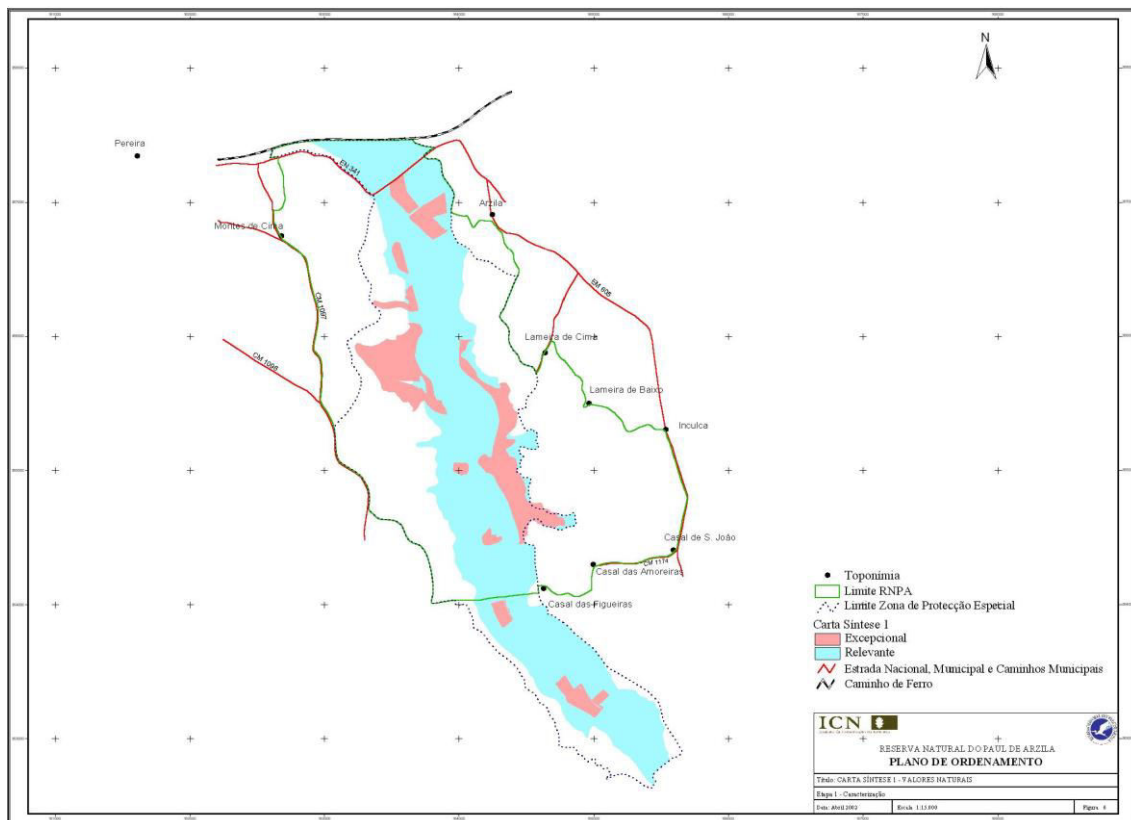 N
Pereira
EN 341
Arzila
Montes de Cima
EM 605
CM 1097
Lameira de Cima
CM 1098
Lameira de Baixo
Inculca
Casal de S. João
CM 1174
Casal das Amoreiras
Casal das Figueiras
Toponímia
Limite RNPA
Limite Zona de Protecção Especial
Carta Síntese 1
Excepcional
Relevante
Estrada Nacional, Municipal e Caminhos Municipais
Caminho de Ferro
ICN
RESERVA NATURAL DO PAUL DE ARZILA
PLANO DE ORDENAMENTO
Título: CARTA SÍNTESE 1 - VALORES NATURAIS
Etapa 1 - Caracterização
Data: Abril 2002 Escala 1:15.000 Figura 6